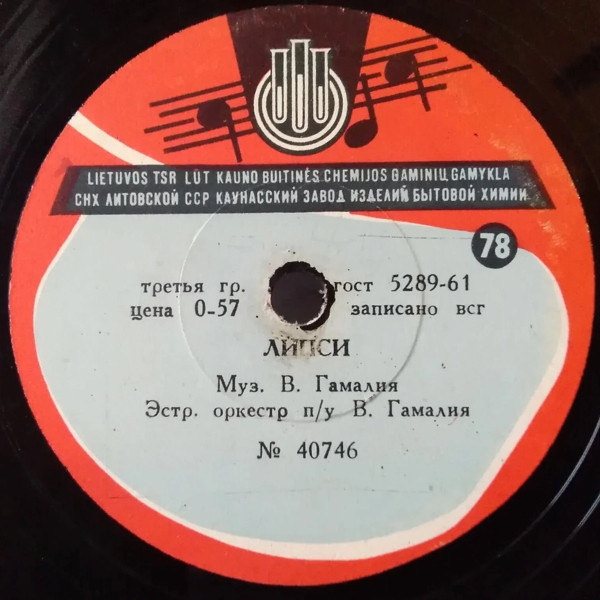 LIETUVOS TSR LŪT KAUNO BUITINĖS CHEMIJOS GAMINIŲ GAMYKLA
СНХ ЛИТОВСКОЙ ССР КАУНАССКИЙ ЗАВОД ИЗДЕЛИЙ БЫТОВОЙ ХИМИИ
78
третья гр. гост 5289-61
цена 0-57 записано всг
ЛИПСИ
Муз. В. Гамалия
Эстр. оркестр п/у В. Гамалия
№ 40746